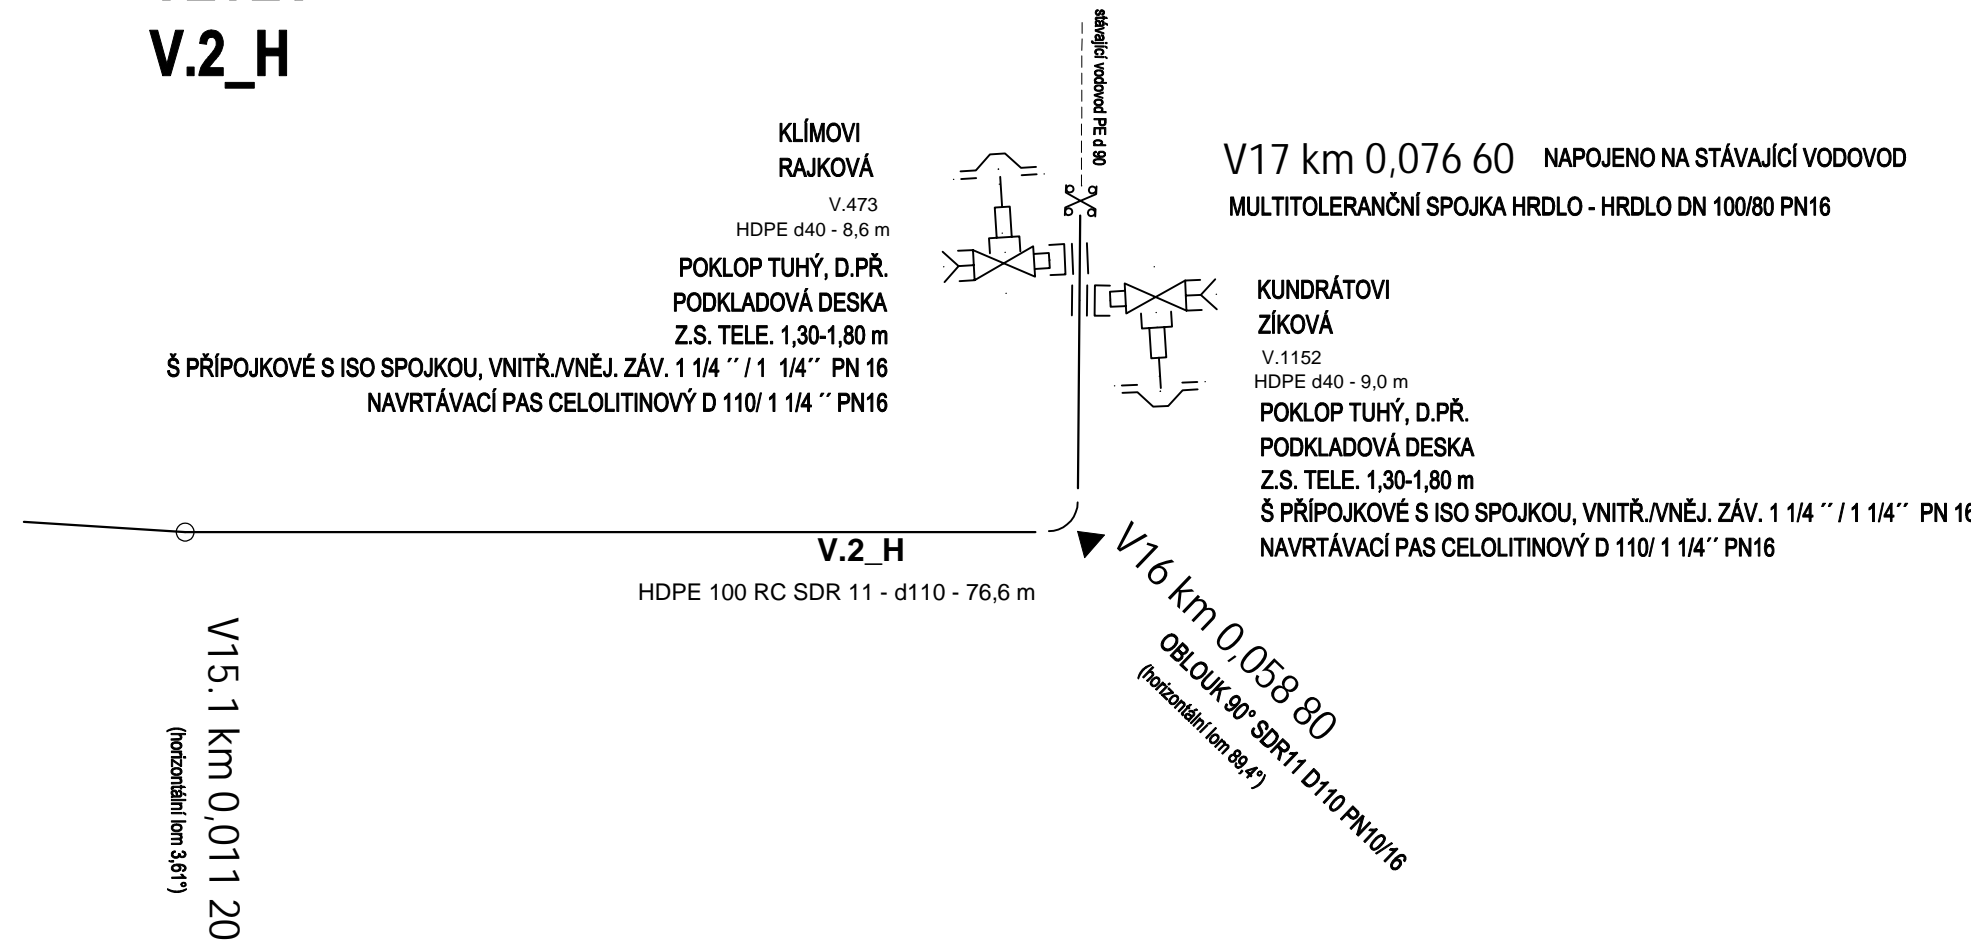 V.2_H
stávající vodovod PE d 90
KLÍMOVI
RAJKOVÁ
V.473
HDPE d40 - 8,6 m
POKLOP TUHÝ, D.PŘ.
PODKLADOVÁ DESKA
Z.S. TELE. 1,30-1,80 m
Š PŘÍPOJKOVÉ S ISO SPOJKOU, VNITŘ./VNĚJ. ZÁV. 1 1/4 ´´ / 1 1/4´´ PN 16
NAVRTÁVACÍ PAS CELOLITINOVÝ D 110/ 1 1/4 ´´ PN16
V17 km 0,076 60 NAPOJENO NA STÁVAJÍCÍ VODOVOD
MULTITOLERANČNÍ SPOJKA HRDLO - HRDLO DN 100/80 PN16
KUNDRÁTOVI
ZÍKOVÁ
V.1152
HDPE d40 - 9,0 m
POKLOP TUHÝ, D.PŘ.
PODKLADOVÁ DESKA
Z.S. TELE. 1,30-1,80 m
Š PŘÍPOJKOVÉ S ISO SPOJKOU, VNITŘ./VNĚJ. ZÁV. 1 1/4 ´´ / 1 1/4´´ PN 16
NAVRTÁVACÍ PAS CELOLITINOVÝ D 110/ 1 1/4´´ PN16
V.2_H
HDPE 100 RC SDR 11 - d110 - 76,6 m
V16 km 0,058 80
OBLOUK 90° SDR11 D110 PN10/16
(horizontální lom 89,4°)
V15.1 km 0,011 20
(horizontální lom 3,61°)